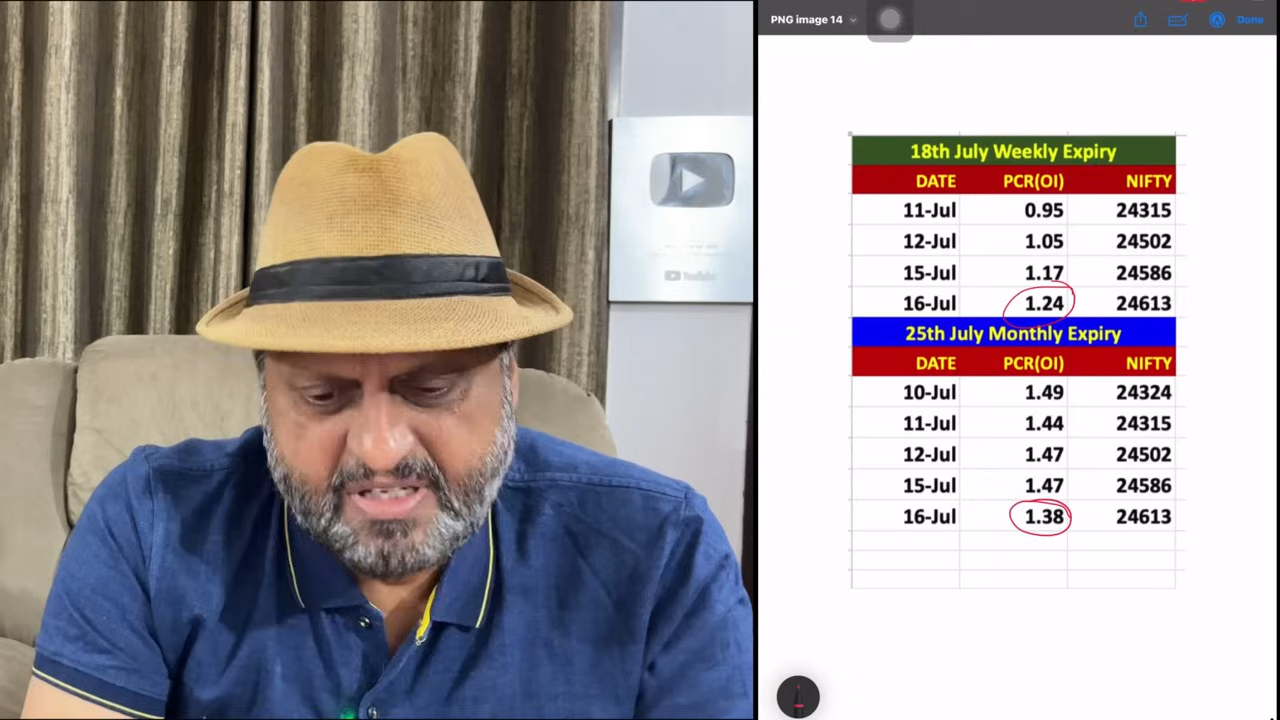 PNG image 14
Done
18th July Weekly Expiry
DATE PCR(OI) NIFTY
11-Jul 0.95 24315
12-Jul 1.05 24502
15-Jul 1.17 24586
16-Jul 1.24 24613
25th July Monthly Expiry
DATE PCR(OI) NIFTY
10-Jul 1.49 24324
11-Jul 1.44 24315
12-Jul 1.47 24502
15-Jul 1.47 24586
16-Jul 1.38 24613
YouTube